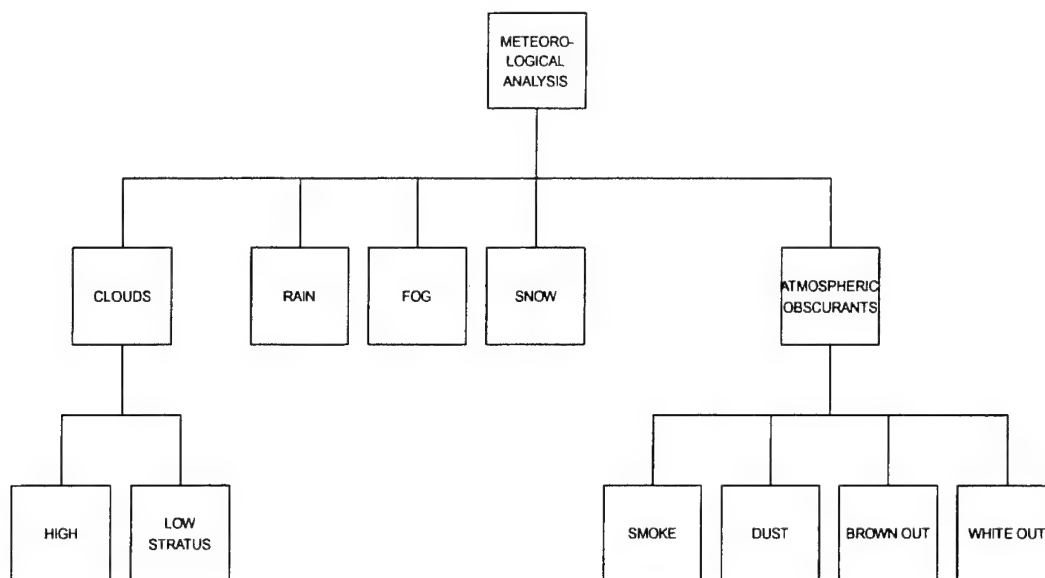 METEORO-
LOGICAL
ANALYSIS
CLOUDS
RAIN
FOG
SNOW
ATMOSPHERIC
OBSCURANTS
HIGH
LOW
STRATUS
SMOKE
DUST
BROWN OUT
WHITE OUT